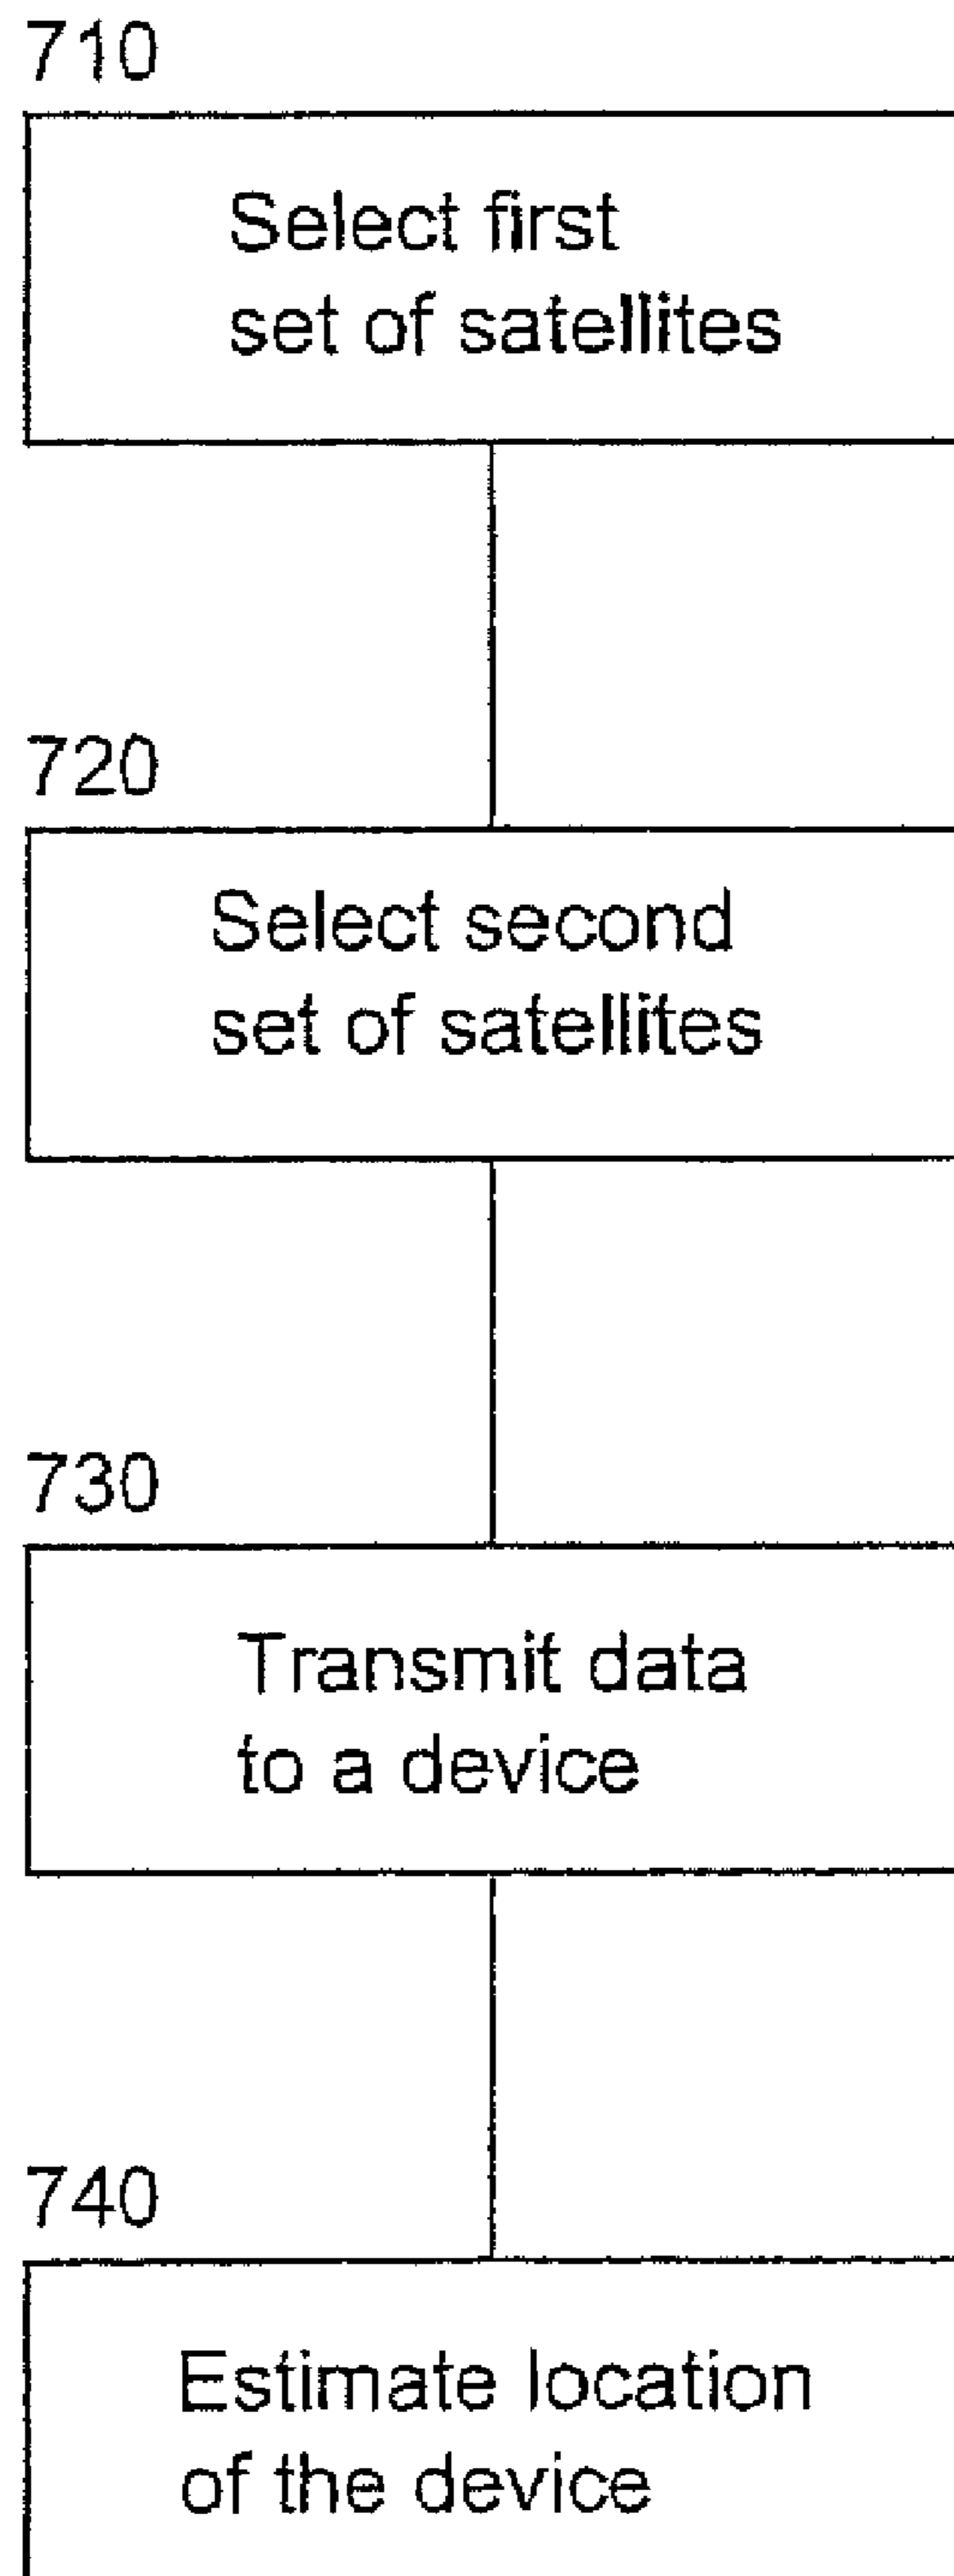 710
Select first
set of satellites
720
Select second
set of satellites
730
Transmit data
to a device
740
Estimate location
of the device